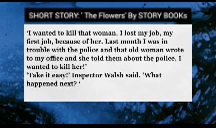 SHORT STORY: ' The Flowers' By STORY BOOKs
'I wanted to kill that woman. I lost my job, my
first job, because of her. Last month I was in
trouble with the police and that old woman wrote
to my office and she told them about the police. I
wanted to kill her!'
'Take it easy!' Inspector Walsh said. 'What
happened next? '